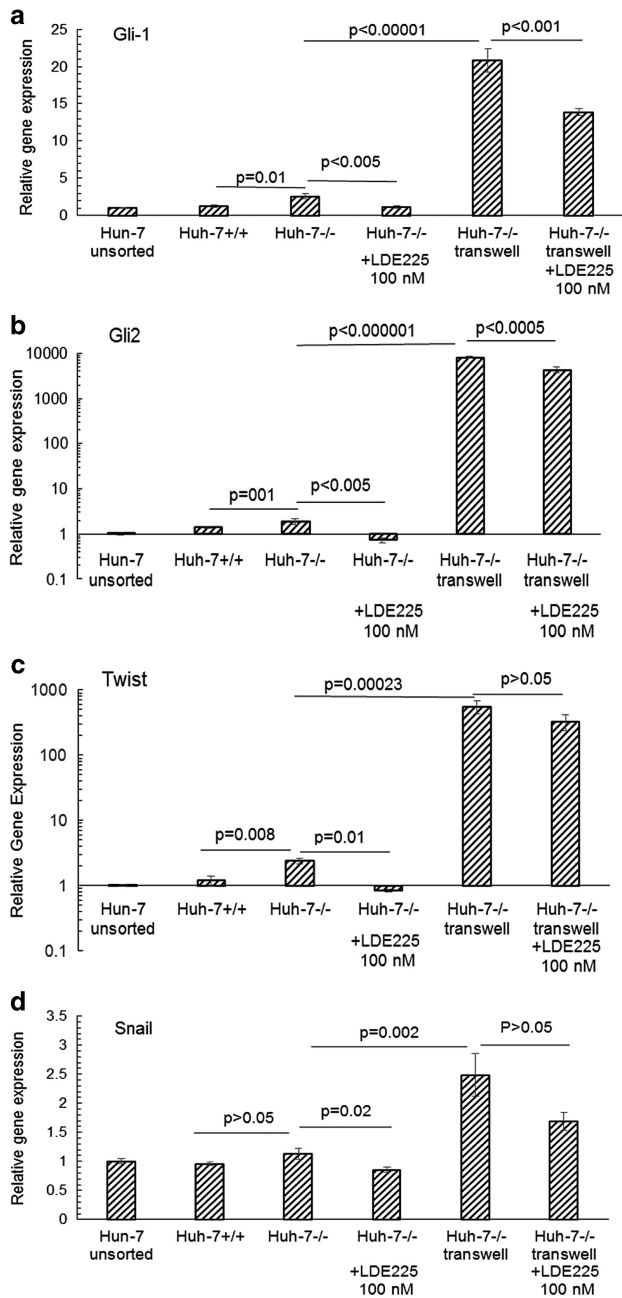 a
Gli-1
p<0.00001
p<0.001
p=0.01
p<0.005
Relative gene expression
25
20
15
10
5
0
Hun-7 unsorted
Huh-7+/+
Huh-7-/-
Huh-7-/- +LDE225 100 nM
Huh-7-/- transwell
Huh-7-/- transwell +LDE225 100 nM
b
Gli2
p<0.000001
p<0.0005
p=001
p<0.005
Relative gene expression
10000
1000
100
10
1
0.1
Hun-7 unsorted
Huh-7+/+
Huh-7-/-
Huh-7-/- +LDE225 100 nM
Huh-7-/- transwell
Huh-7-/- transwell +LDE225 100 nM
c
Twist
p=0.00023
p>0.05
p=0.008
p=0.01
Relative Gene Expression
1000
100
10
1
0.1
Hun-7 unsorted
Huh-7+/+
Huh-7-/-
Huh-7-/- +LDE225 100 nM
Huh-7-/- transwell
Huh-7-/- transwell +LDE225 100 nM
d
Snail
p=0.002
P>0.05
p>0.05
p=0.02
Relative gene expression
3.5
3
2.5
2
1.5
1
0.5
0
Hun-7 unsorted
Huh-7+/+
Huh-7-/-
Huh-7-/- +LDE225 100 nM
Huh-7-/- transwell
Huh-7-/- transwell +LDE225 100 nM